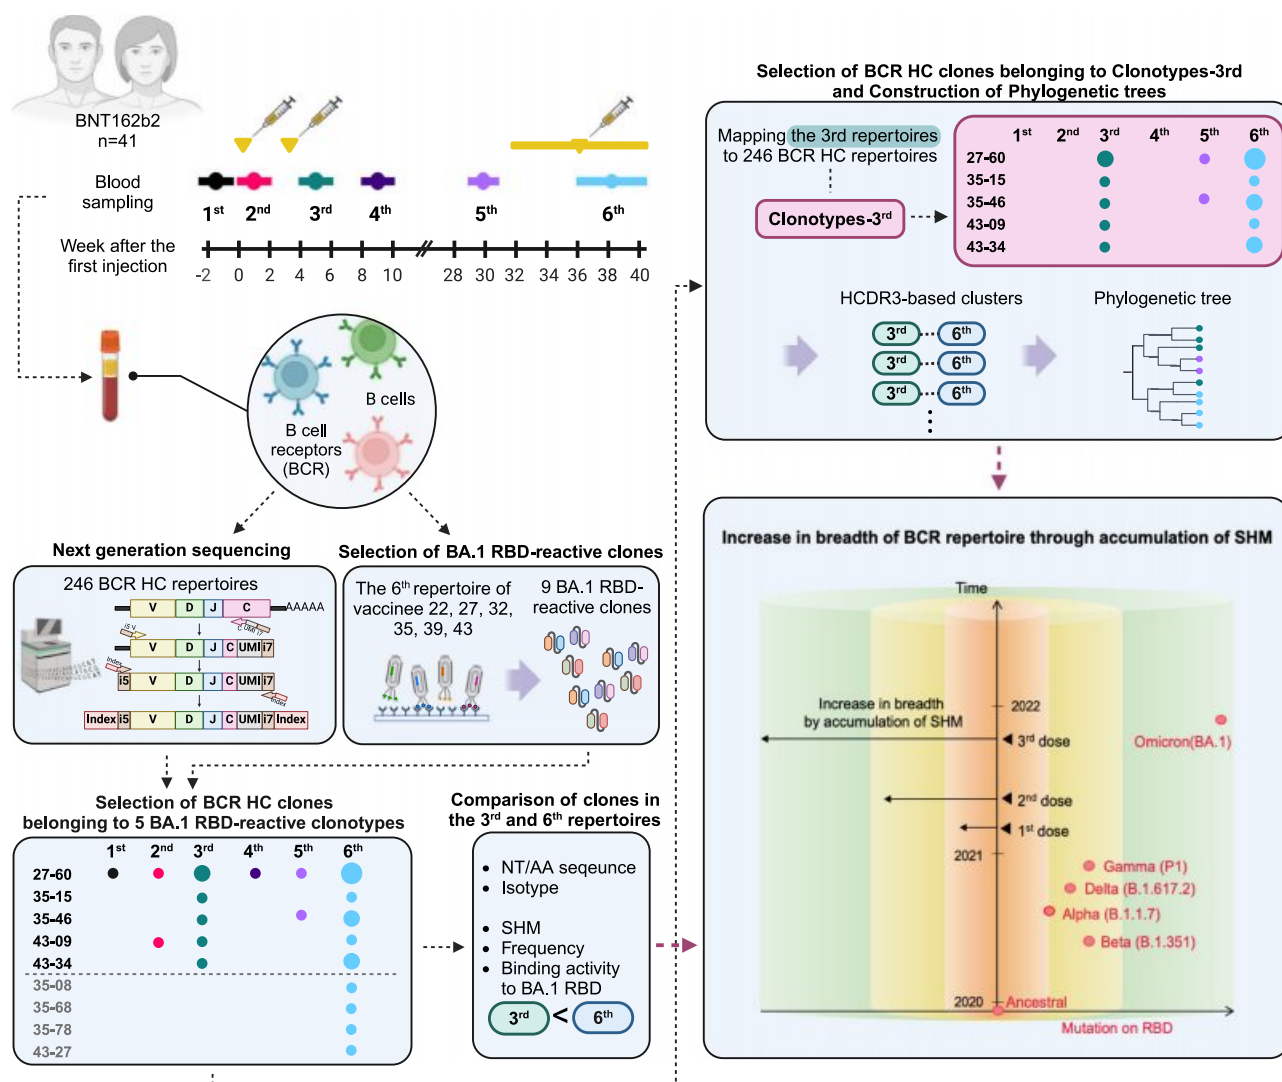 BNT162b2
n=41
Blood
sampling
1st 2nd 3rd 4th 5th 6th
Week after the
first injection
-2 0 2 4 6 8 10 28 30 32 34 36 38 40
B cells
B cell
receptors
(BCR)
Next generation sequencing
246 BCR HC repertoires
V D J C AAAAA
i5 V
C UMI i7
V D J C UMI i7
Index
i5 V D J C UMI i7
Index
Index i5 V D J C UMI i7 Index
Selection of BA.1 RBD-reactive clones
The 6th repertoire of
vaccinee 22, 27, 32,
35, 39, 43
9 BA.1 RBD-
reactive clones
Selection of BCR HC clones
belonging to 5 BA.1 RBD-reactive clonotypes
1st 2nd 3rd 4th 5th 6th
27-60
35-15
35-46
43-09
43-34
35-08
35-68
35-78
43-27
Comparison of clones in
the 3rd and 6th repertoires
• NT/AA seqeunce
• Isotype
• SHM
• Frequency
• Binding activity
to BA.1 RBD
3rd < 6th
Selection of BCR HC clones belonging to Clonotypes-3rd
and Construction of Phylogenetic trees
Mapping the 3rd repertoires
to 246 BCR HC repertoires
Clonotypes-3rd
1st 2nd 3rd 4th 5th 6th
27-60
35-15
35-46
43-09
43-34
HCDR3-based clusters
3rd 6th
3rd 6th
3rd 6th
Phylogenetic tree
Increase in breadth of BCR repertoire through accumulation of SHM
Time
2022
Increase in breadth
by accumulation of SHM
Omicron(BA.1)
3rd dose
2nd dose
1st dose
2021
Gamma (P1)
Delta (B.1.617.2)
Alpha (B.1.1.7)
Beta (B.1.351)
2020
Ancestral
Mutation on RBD